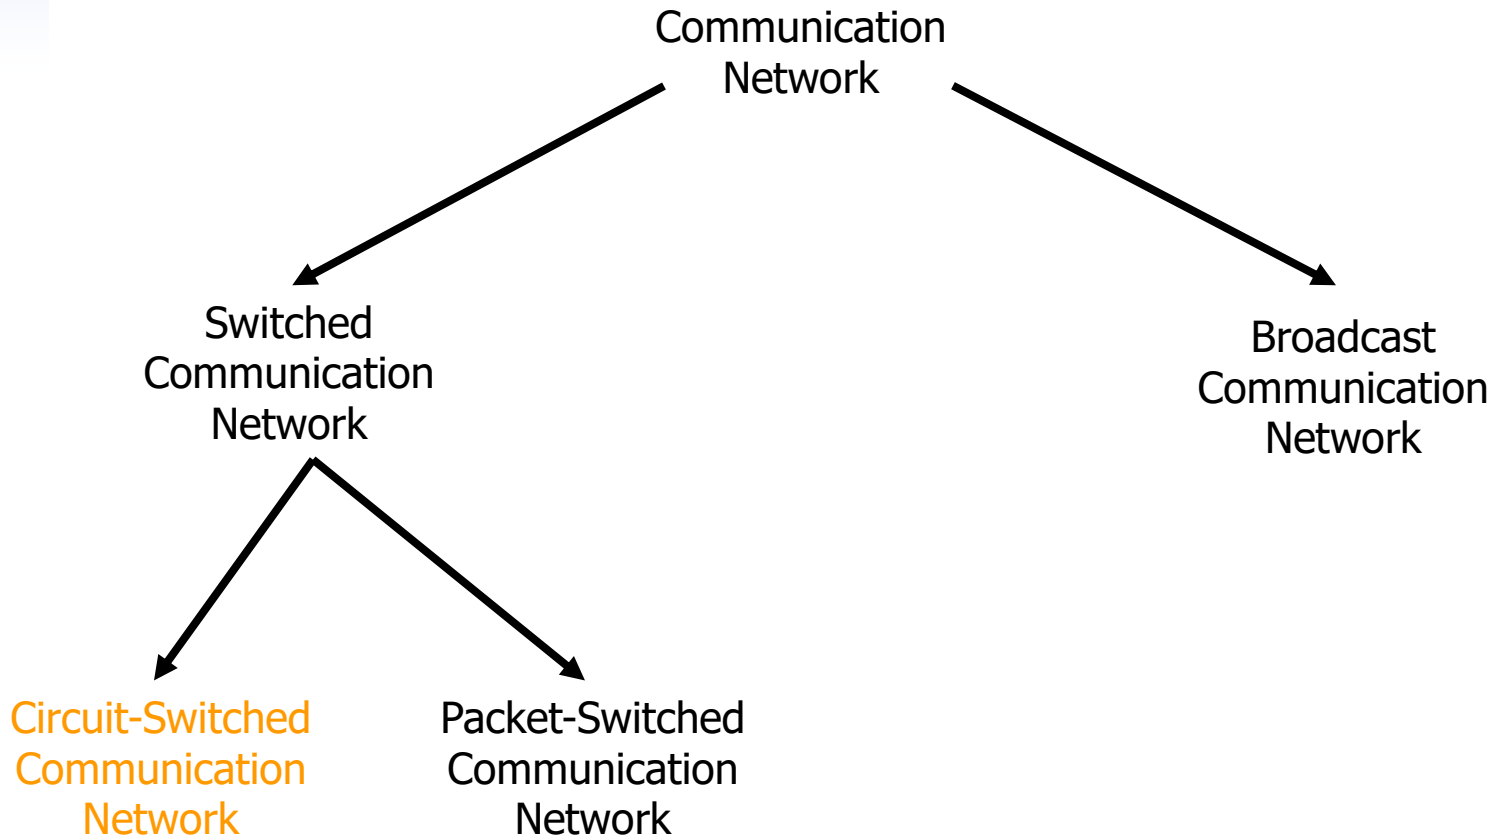 Communication
Network
Switched
Communication
Network
Broadcast
Communication
Network
Circuit-Switched
Communication
Network
Packet-Switched
Communication
Network